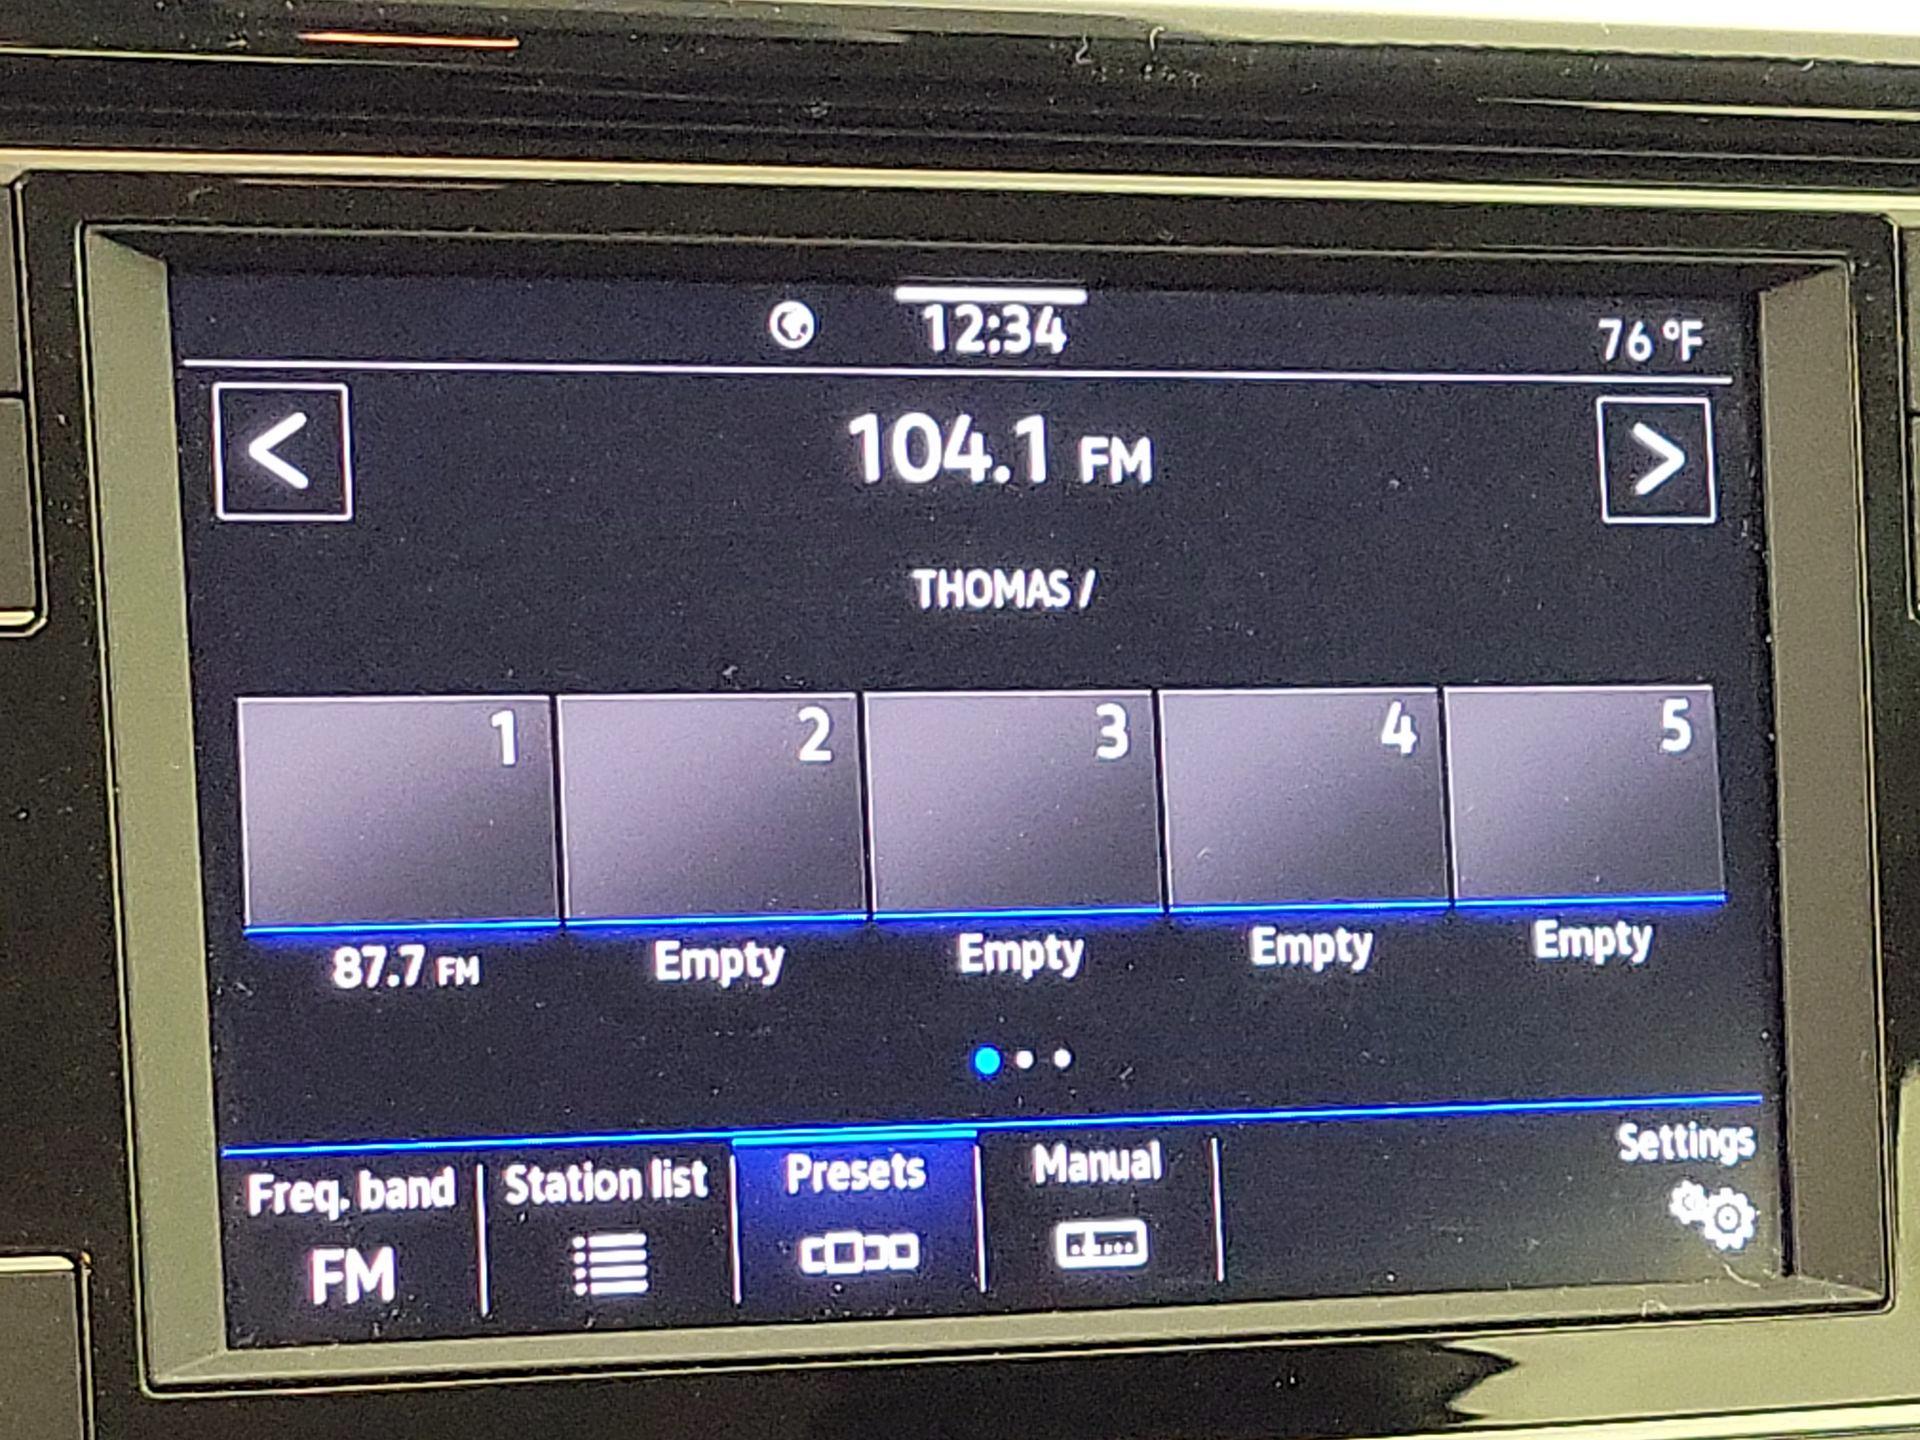 12:34
76 °F
104.1 FM
THOMAS /
1 2 3 4 5
87.7 FM Empty Empty Empty Empty
Freq. band Station list Presets Manual Settings
FM